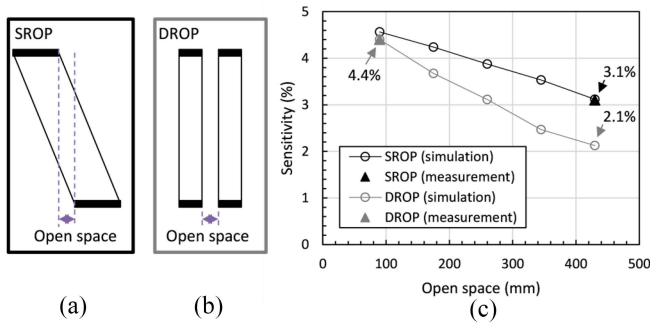 SROP
Open space
(a)
DROP
Open space
(b)
5
4
3
2
1
0
Sensitivity (%)
4.4%
3.1%
2.1%
SROP (simulation)
SROP (measurement)
DROP (simulation)
DROP (measurement)
0 100 200 300 400 500
Open space (mm)
(c)